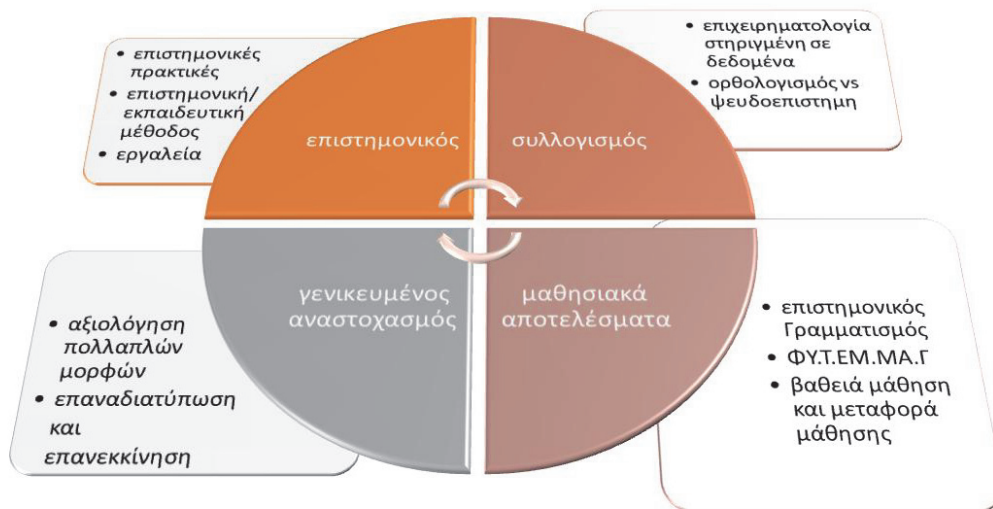 • επιστημονικές
πρακτικές
• επιστημονική/
εκπαιδευτική
μέθοδος
• εργαλεία
επιστημονικός
συλλογισμός
• επιχειρηματολογία
στηριγμένη σε
δεδομένα
• ορθολογισμός vs
ψευδοεπιστημη
• αξιολόγηση
πολλαπλών
μορφών
• επαναδιατύπωση
και
επανεκκίνηση
γενικευμένος
αναστοχασμός
μαθησιακά
αποτελέσματα
• επιστημονικός
Γραμματισμός
• ΦΥ.Τ.ΕΜ.ΜΑ.Γ
• βαθειά μάθηση
και μεταφορά
μάθησης